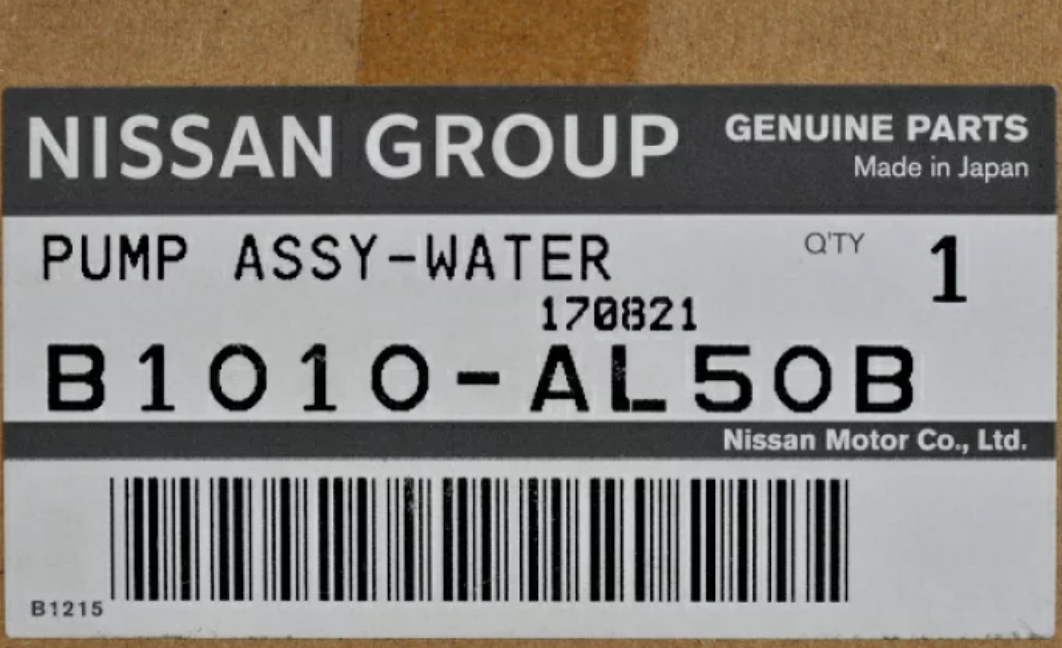 NISSAN GROUP GENUINE PARTS
Made in Japan
PUMP ASSY-WATER Q'TY 1
170821
B1010-AL50B
Nissan Motor Co., Ltd.
B1215